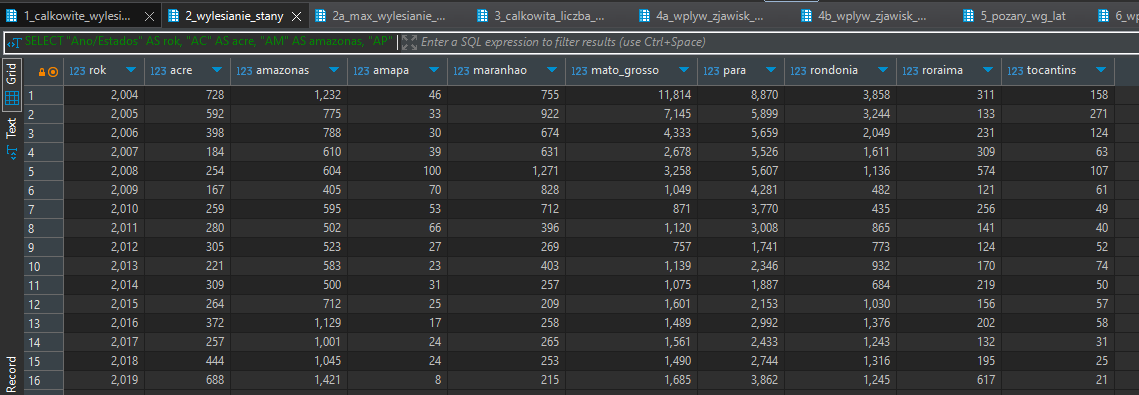 1_calkowite_wylesi... 2_wylesianie_stany 2a_max_wylesianie_... 3_calkowita_liczba_... 4a_wplyw_zjawisk_... 4b_wplyw_zjawisk_... 5_pozary_wg_lat 6_wp
SELECT "Ano/Estados" AS rok, "AC" AS acre, "AM" AS amazonas, "AP" Enter a SQL expression to filter results (use Ctrl+Space)
Grid
Text
Record
123 rok 123 acre 123 amazonas 123 amapa 123 maranhao 123 mato_grosso 123 para 123 rondonia 123 roraima 123 tocantins
1 2,004 728 1,232 46 755 11,814 8,870 3,858 311 158
2 2,005 592 775 33 922 7,145 5,899 3,244 133 271
3 2,006 398 788 30 674 4,333 5,659 2,049 231 124
4 2,007 184 610 39 631 2,678 5,526 1,611 309 63
5 2,008 254 604 100 1,271 3,258 5,607 1,136 574 107
6 2,009 167 405 70 828 1,049 4,281 482 121 61
7 2,010 259 595 53 712 871 3,770 435 256 49
8 2,011 280 502 66 396 1,120 3,008 865 141 40
9 2,012 305 523 27 269 757 1,741 773 124 52
10 2,013 221 583 23 403 1,139 2,346 932 170 74
11 2,014 309 500 31 257 1,075 1,887 684 219 50
12 2,015 264 712 25 209 1,601 2,153 1,030 156 57
13 2,016 372 1,129 17 258 1,489 2,992 1,376 202 58
14 2,017 257 1,001 24 265 1,561 2,433 1,243 132 31
15 2,018 444 1,045 24 253 1,490 2,744 1,316 195 25
16 2,019 688 1,421 8 215 1,685 3,862 1,245 617 21